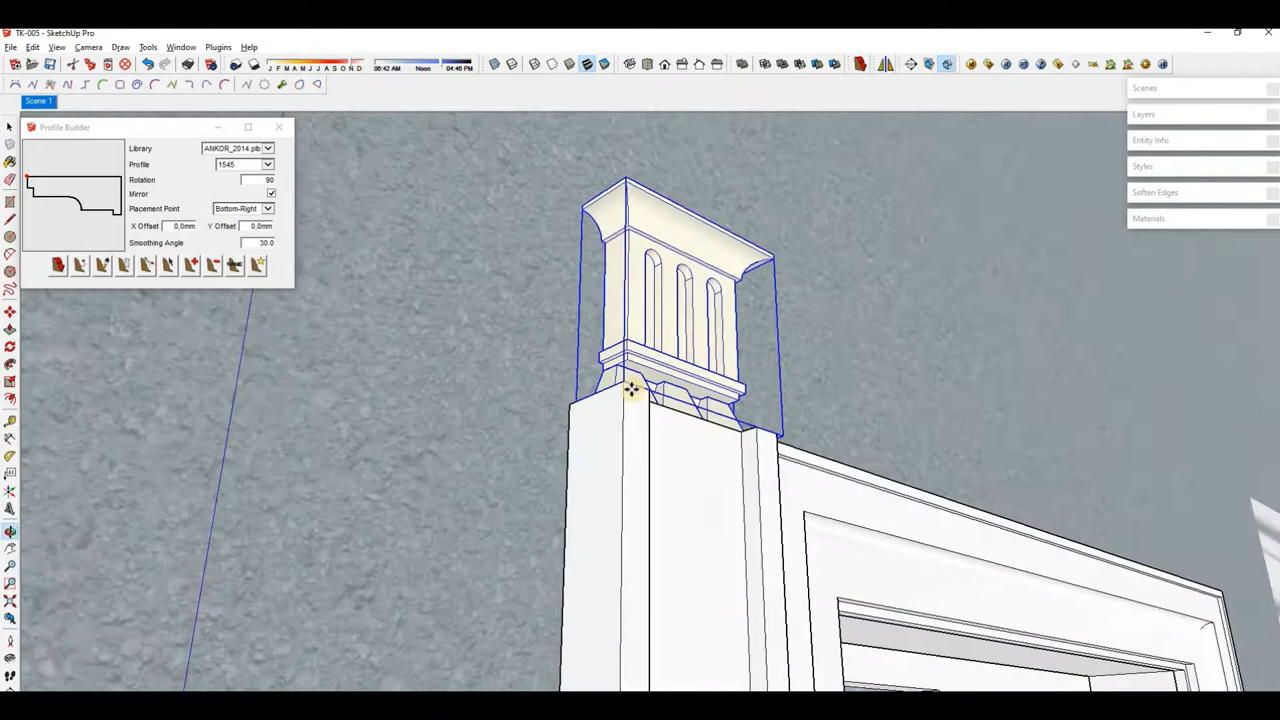 TK-005 - SketchUp Pro
File Edit View Camera Draw Tools Window Plugins Help
J F M A M J J A S O N D 06:42 AM Noon 04:46 PM
Scene 1
Profile Builder
Library ANKOR_2014.plb
Profile 1545
Rotation 90
Mirror
Placement Point Bottom-Right
X Offset 0,0mm Y Offset 0,0mm
Smoothing Angle 30.0
Scenes
Layers
Entity Info
Styles
Soften Edges
Materials